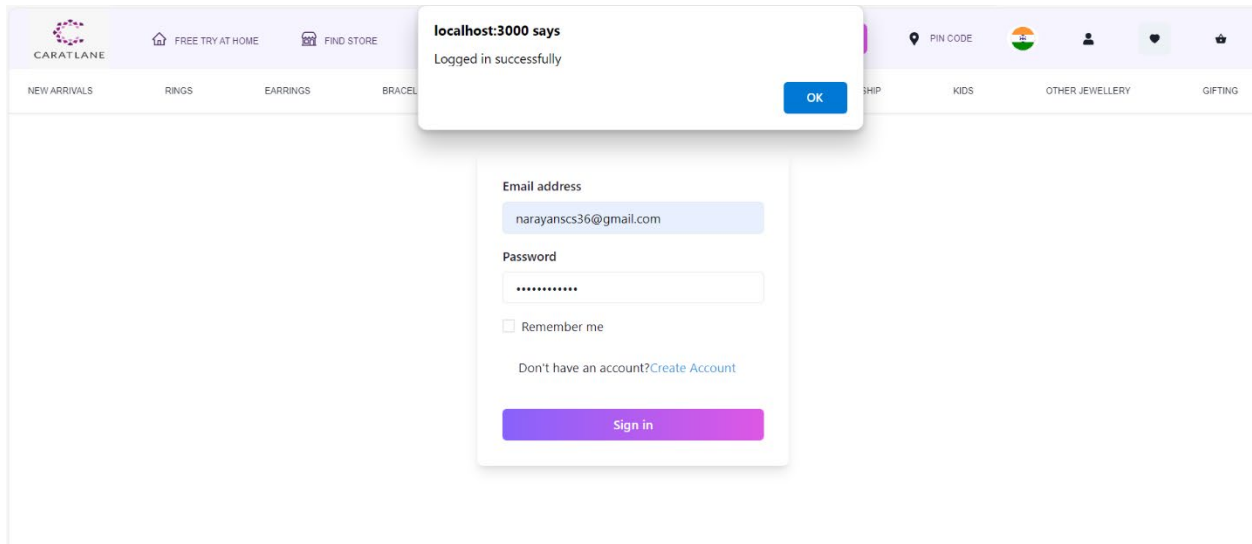 CARATLANE
FREE TRY AT HOME
FIND STORE
localhost:3000 says
Logged in successfully
OK
PIN CODE
NEW ARRIVALS
RINGS
EARRINGS
KIDS
OTHER JEWELLERY
GIFTING
Email address
narayanscs36@gmail.com
Password
Remember me
Don't have an account?Create Account
Sign in